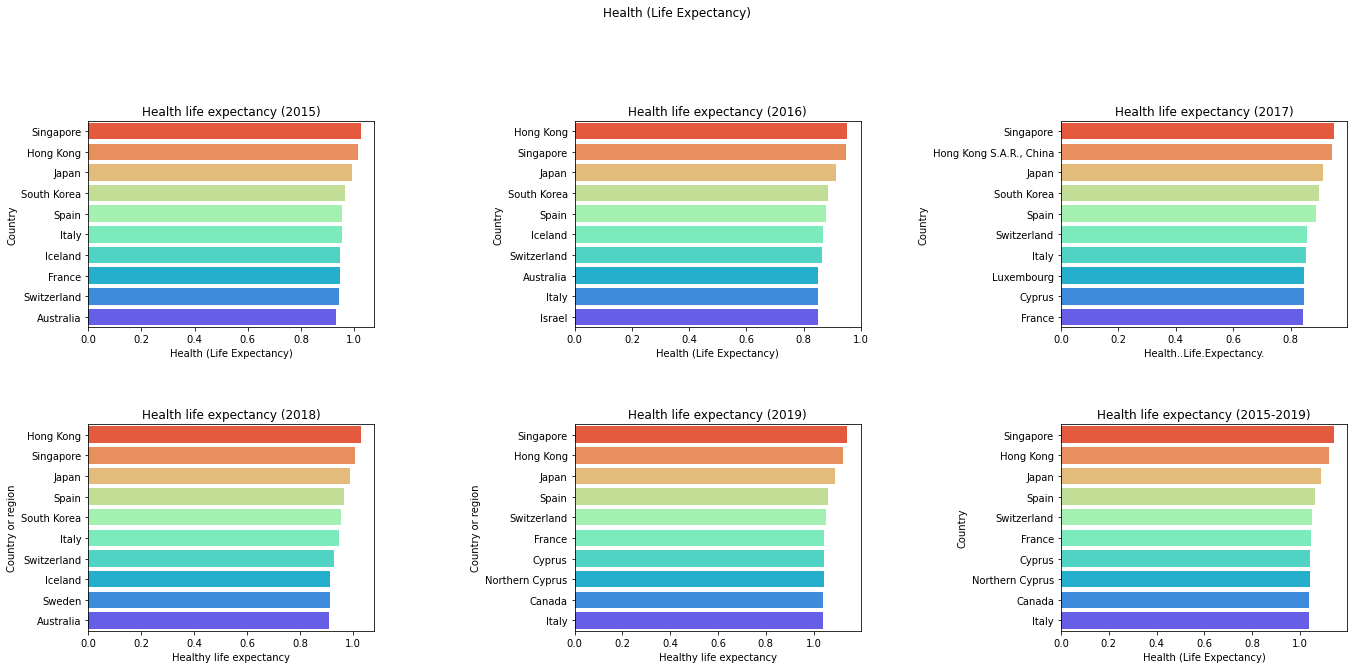 Health (Life Expectancy)
Health life expectancy (2015)
Country
Singapore
Hong Kong
Japan
South Korea
Spain
Italy
Iceland
France
Switzerland
Australia
0.0 0.2 0.4 0.6 0.8 1.0
Health (Life Expectancy)
Health life expectancy (2016)
Country
Hong Kong
Singapore
Japan
South Korea
Spain
Iceland
Switzerland
Australia
Italy
Israel
0.0 0.2 0.4 0.6 0.8 1.0
Health (Life Expectancy)
Health life expectancy (2017)
Country
Singapore
Hong Kong S.A.R., China
Japan
South Korea
Spain
Switzerland
Italy
Luxembourg
Cyprus
France
0.0 0.2 0.4 0.6 0.8
Health..Life.Expectancy.
Health life expectancy (2018)
Country or region
Hong Kong
Singapore
Japan
Spain
South Korea
Italy
Switzerland
Iceland
Sweden
Australia
0.0 0.2 0.4 0.6 0.8 1.0
Healthy life expectancy
Health life expectancy (2019)
Country or region
Singapore
Hong Kong
Japan
Spain
Switzerland
France
Cyprus
Northern Cyprus
Canada
Italy
0.0 0.2 0.4 0.6 0.8 1.0
Healthy life expectancy
Health life expectancy (2015-2019)
Country
Singapore
Hong Kong
Japan
Spain
Switzerland
France
Cyprus
Northern Cyprus
Canada
Italy
0.0 0.2 0.4 0.6 0.8 1.0
Health (Life Expectancy)